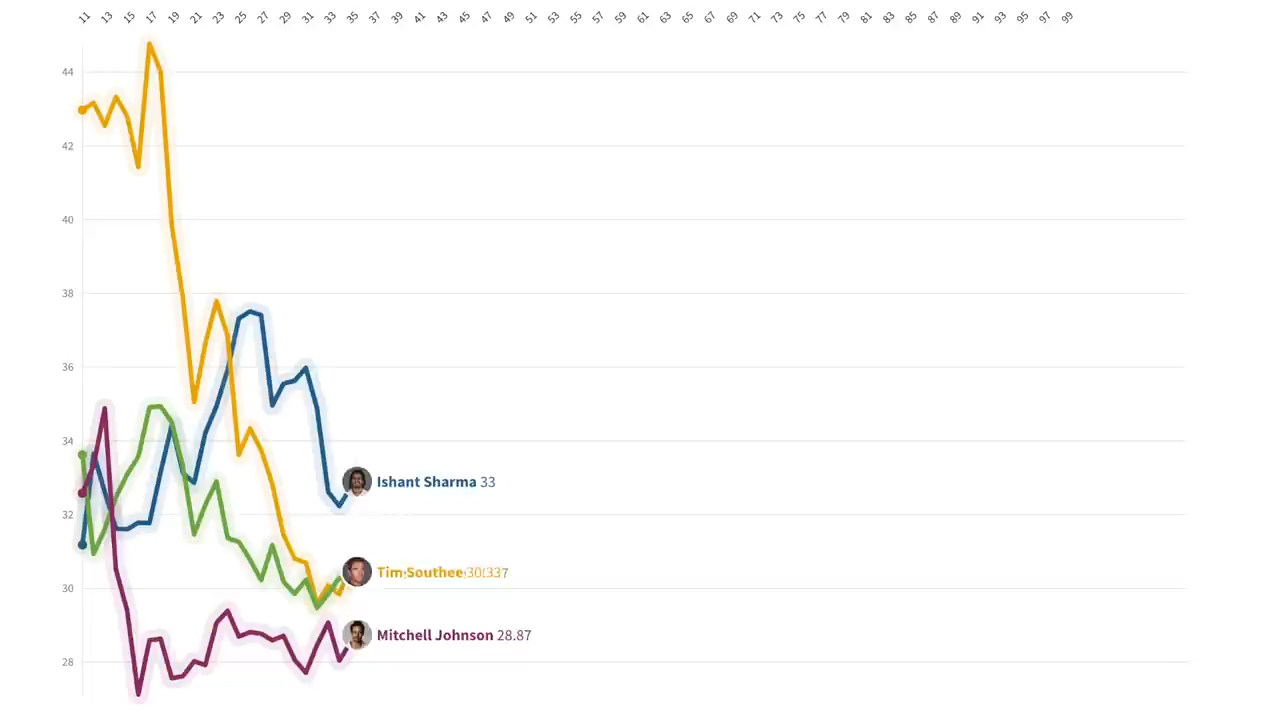 11 13 15 17 19 21 23 25 27 29 31 33 35 37 39 41 43 45 47 49 51 53 55 57 59 61 63 65 67 69 71 73 75 77 79 81 83 85 87 89 91 93 95 97 99
44
42
40
38
36
34
Ishant Sharma 33
32
Tim Southee
30
Mitchell Johnson 28.87
28